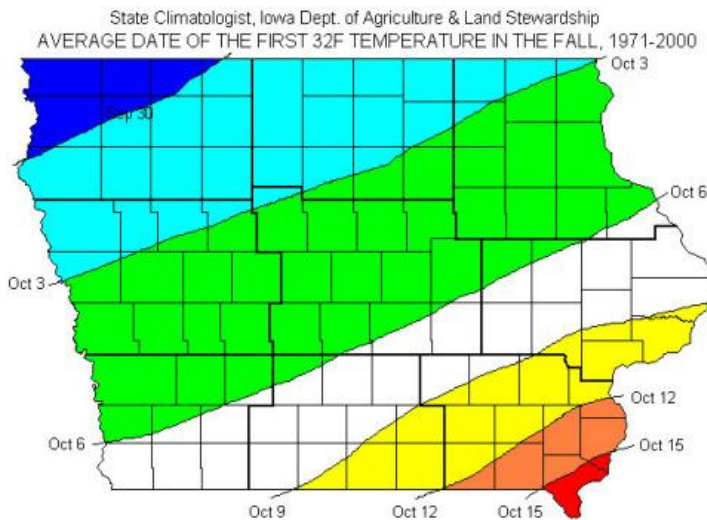 State Climatologist, Iowa Dept. of Agriculture & Land Stewardship
AVERAGE DATE OF THE FIRST 32F TEMPERATURE IN THE FALL, 1971-2000
Oct 3
Sep 30
Oct 6
Oct 3
Oct 12
Oct 6
Oct 15
Oct 9
Oct 12
Oct 15